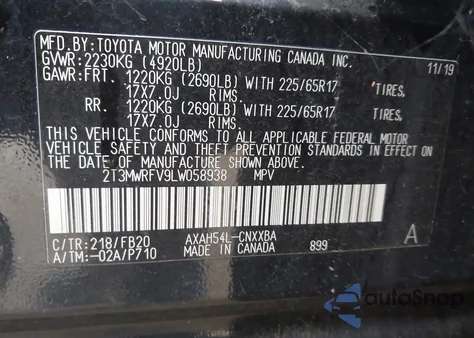 MFD.BY:TOYOTA MOTOR MANUFACTURING CANADA INC.
GVWR:2230KG (4920LB) 11/19
GAWR:FRT. 1220KG (2690LB) WITH 225/65R17 TIRES,
17X7.0J RIMS.
RR. 1220KG (2690LB) WITH 225/65R17 TIRES,
17X7.0J RIMS.
THIS VEHICLE CONFORMS TO ALL APPLICABLE FEDERAL MOTOR
VEHICLE SAFETY AND THEFT PREVENTION STANDARDS IN EFFECT
ON THE DATE OF MANUFACTURE SHOWN ABOVE.
2T3MWRFV9LW058938 MPV
C/TR:218/FB20 AXAH54L-CNXXBA A
A/TM:-02A/P710 MADE IN CANADA 899
autoSnap